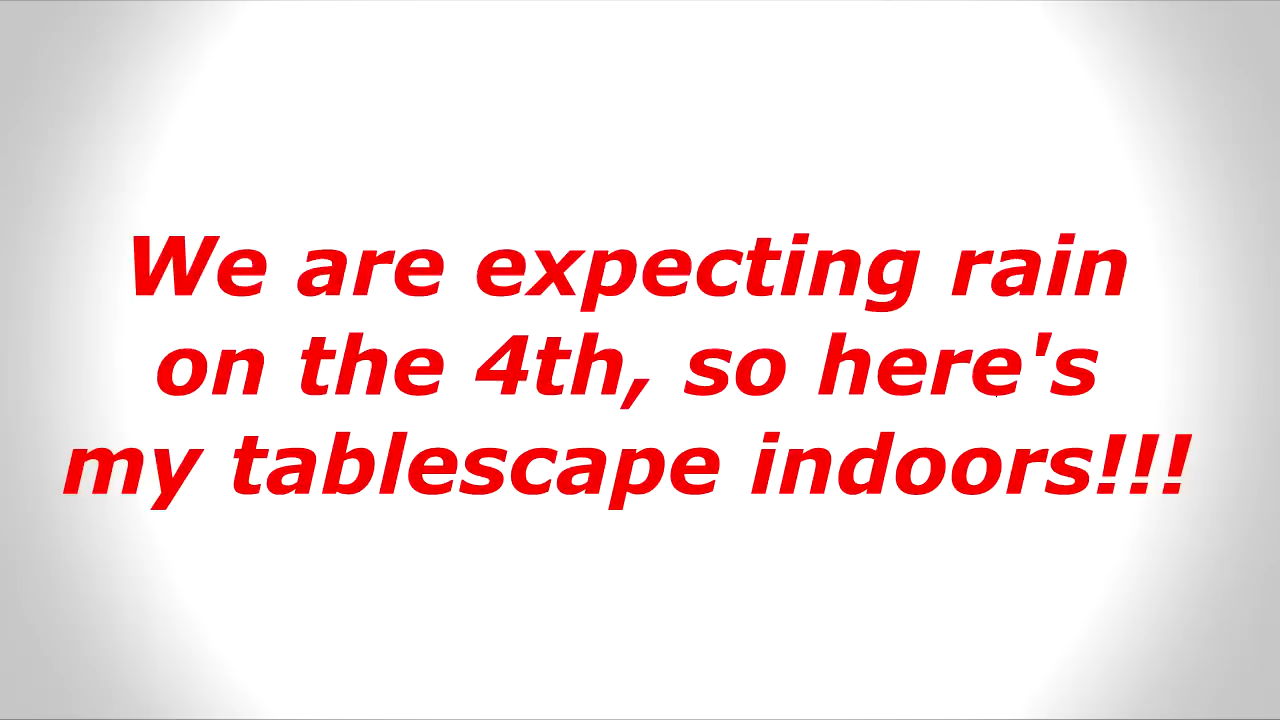 We are expecting rain
on the 4th, so here's
my tablescape indoors!!!